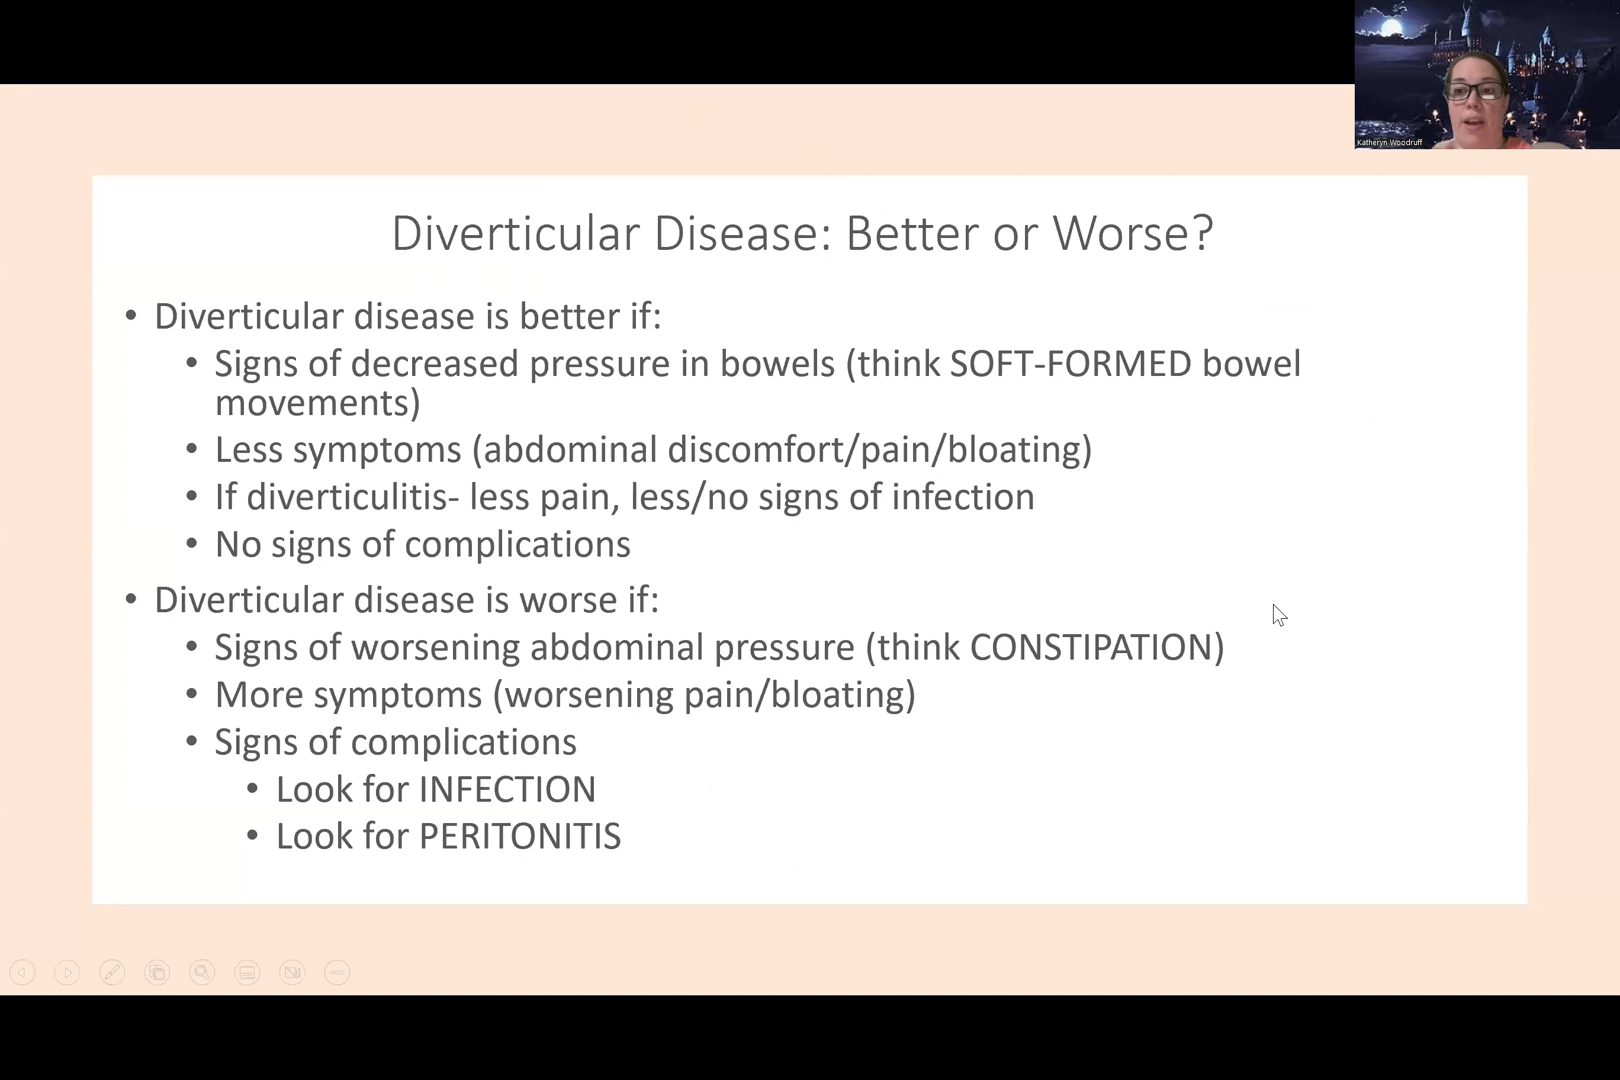 Katheryn Woodruff
Diverticular Disease: Better or Worse?
• Diverticular disease is better if:
• Signs of decreased pressure in bowels (think SOFT-FORMED bowel
movements)
• Less symptoms (abdominal discomfort/pain/bloating)
• If diverticulitis- less pain, less/no signs of infection
• No signs of complications
• Diverticular disease is worse if:
• Signs of worsening abdominal pressure (think CONSTIPATION)
• More symptoms (worsening pain/bloating)
• Signs of complications
• Look for INFECTION
• Look for PERITONITIS